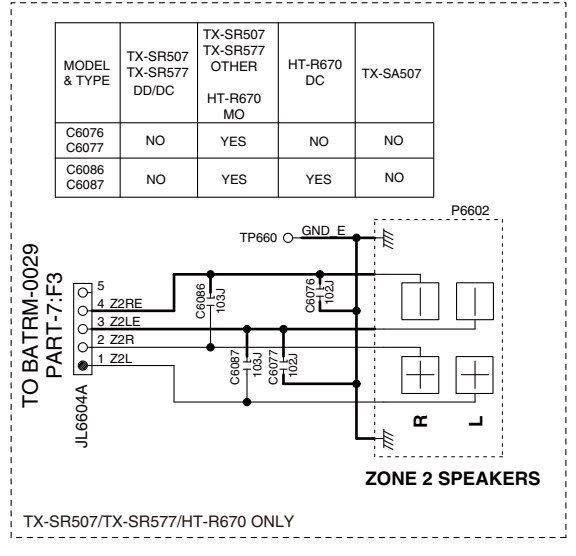 MODEL & TYPE
TX-SR507 TX-SR577 DD/DC
TX-SR507 TX-SR577 OTHER HT-R670 MO
HT-R670 DC
TX-SA507
C6076 C6077
NO
YES
NO
NO
C6086 C6087
NO
YES
YES
NO
P6602
TP660
GND_E
TO BATRM-0029
PART-7:F3
JL6604A
5
4 Z2RE
3 Z2LE
2 Z2R
1 Z2L
C6086
103J
C6076
102J
C6087
103J
C6077
102J
R
L
ZONE 2 SPEAKERS
TX-SR507/TX-SR577/HT-R670 ONLY